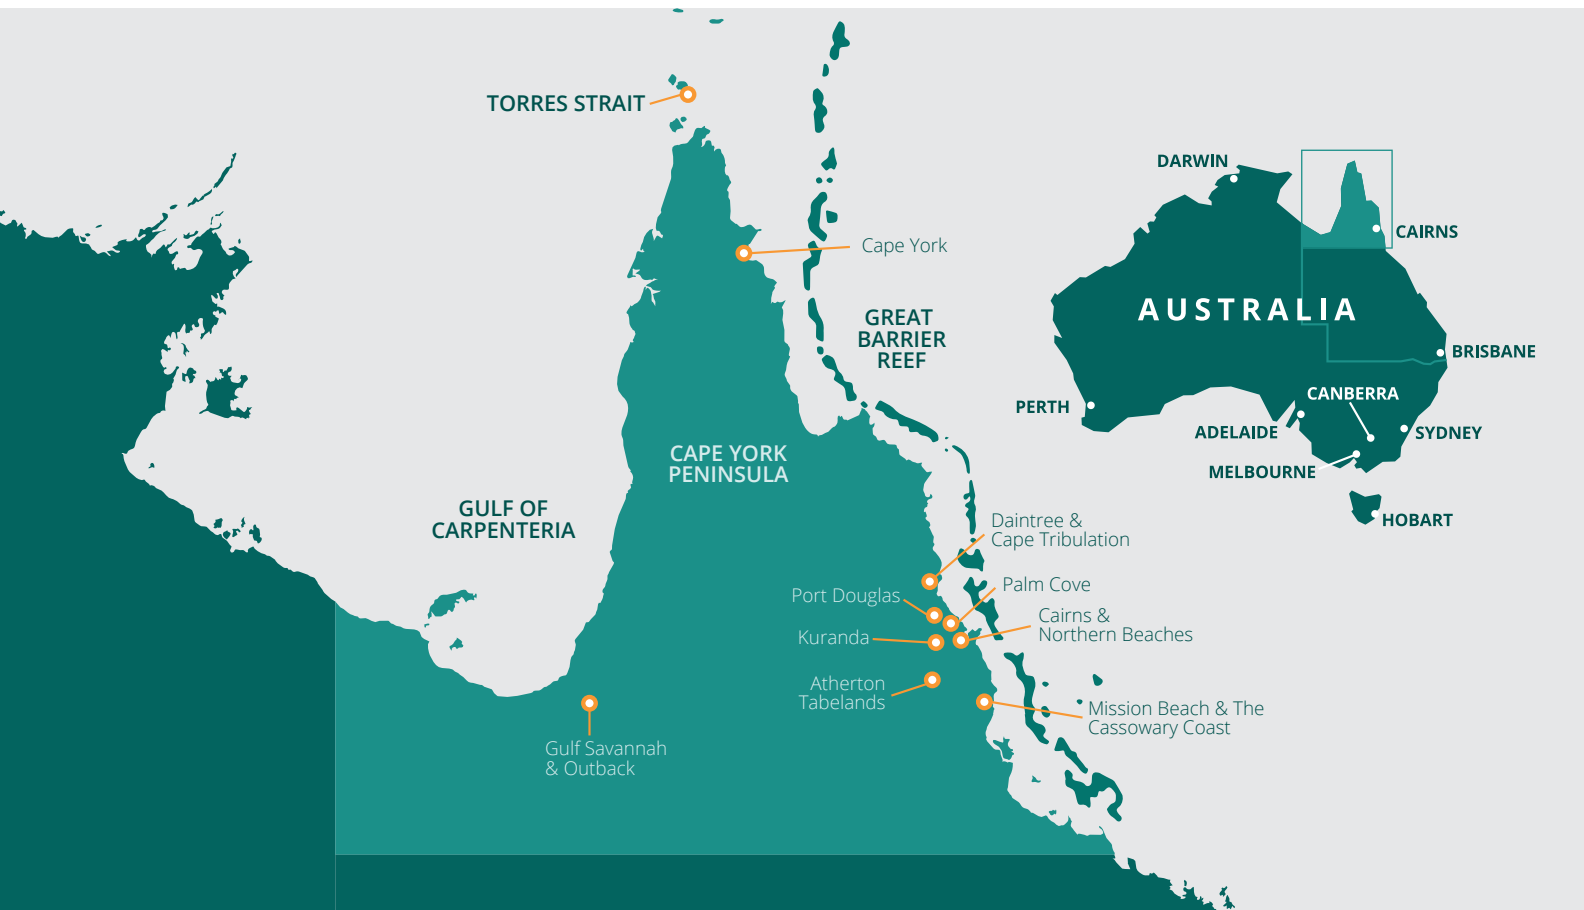 TORRES STRAIT
Cape York
GREAT
BARRIER
REEF
CAPE YORK
PENINSULA
GULF OF
CARPENTERIA
Daintree &
Cape Tribulation
Port Douglas
Palm Cove
Kuranda
Cairns &
Northern Beaches
Atherton
Tabelands
Mission Beach & The
Cassowary Coast
Gulf Savannah
& Outback
DARWIN
CAIRNS
AUSTRALIA
BRISBANE
CANBERRA
PERTH
ADELAIDE
SYDNEY
MELBOURNE
HOBART